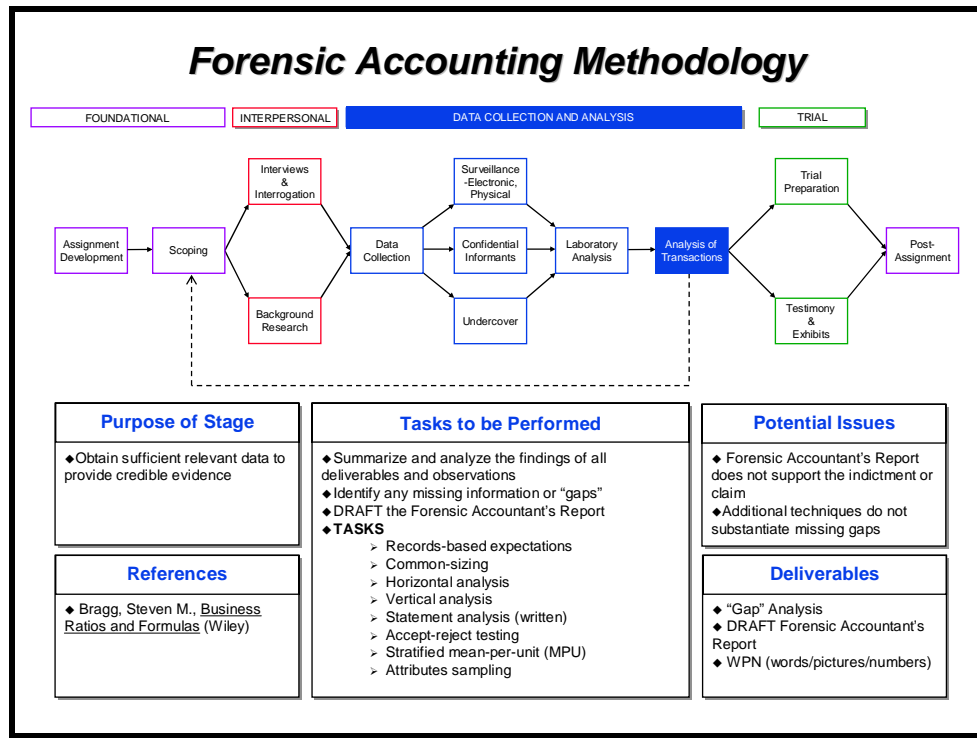 Forensic Accounting Methodology
FOUNDATIONAL
INTERPERSONAL
DATA COLLECTION AND ANALYSIS
TRIAL
Assignment
Development
Scoping
Interviews
&
Interrogation
Background
Research
Data
Collection
Surveillance
-Electronic,
Physical
Confidential
Informants
Undercover
Laboratory
Analysis
Analysis of
Transactions
Trial
Preparation
Testimony
&
Exhibits
Post-
Assignment
Purpose of Stage
◆Obtain sufficient relevant data to
provide credible evidence
References
◆ Bragg, Steven M., Business
Ratios and Formulas (Wiley)
Tasks to be Performed
◆Summarize and analyze the findings of all
deliverables and observations
◆Identify any missing information or “gaps”
◆DRAFT the Forensic Accountant’s Report
◆TASKS
➢ Records-based expectations
➢ Common-sizing
➢ Horizontal analysis
➢ Vertical analysis
➢ Statement analysis (written)
➢ Accept-reject testing
➢ Stratified mean-per-unit (MPU)
➢ Attributes sampling
Potential Issues
◆ Forensic Accountant’s Report
does not support the indictment or
claim
◆Additional techniques do not
substantiate missing gaps
Deliverables
◆ “Gap” Analysis
◆ DRAFT Forensic Accountant’s
Report
◆ WPN (words/pictures/numbers)